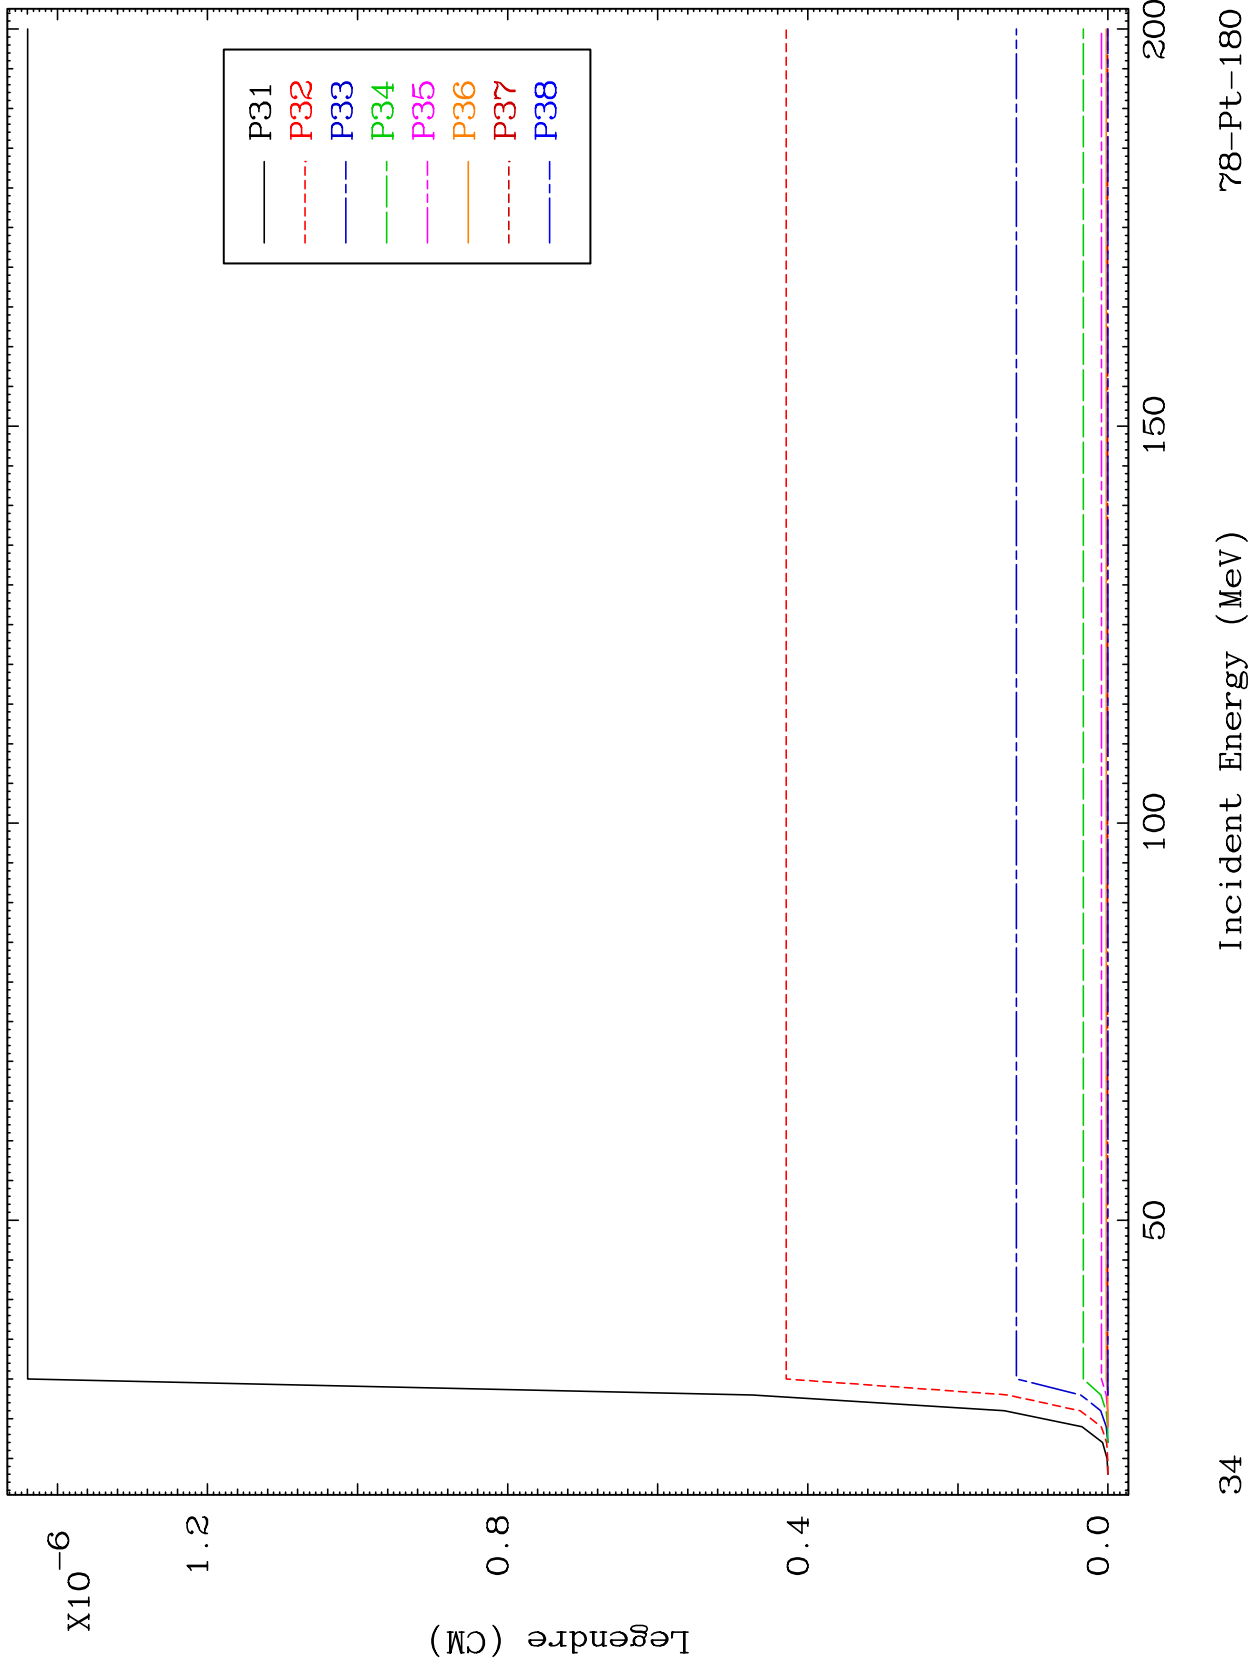 X10-6
1.2
0.8
0.4
0.0
Legendre (CM)
P31
P32
P33
P34
P35
P36
P37
P38
50
100
150
200
34
Incident Energy (MeV)
78-Pt-180